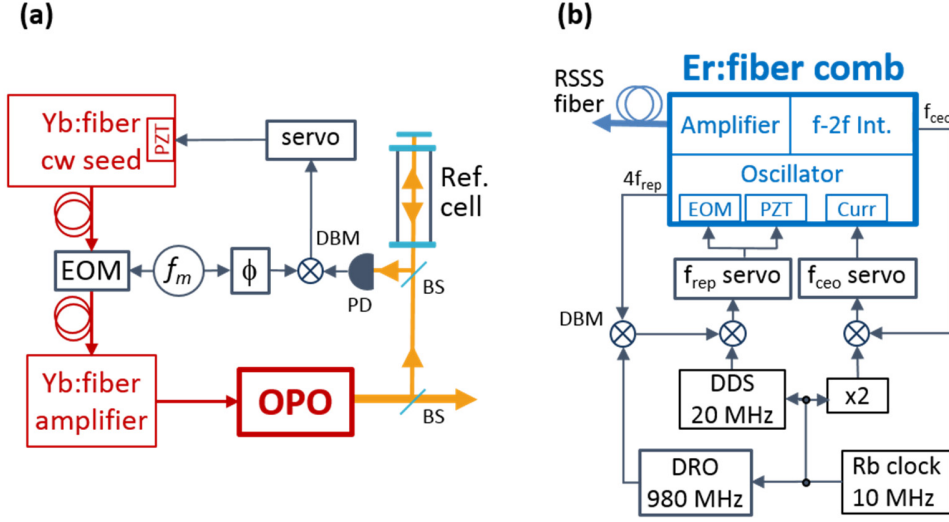 (a)
Yb:fiber
cw seed
PZT
servo
Ref.
cell
DBM
EOM
fm
ϕ
PD
BS
Yb:fiber
amplifier
OPO
BS
(b)
Er:fiber comb
RSSS
fiber
Amplifier
f-2f Int.
fceo
Oscillator
4frep
EOM
PZT
Curr
frep servo
fceo servo
DBM
DDS
20 MHz
x2
DRO
980 MHz
Rb clock
10 MHz